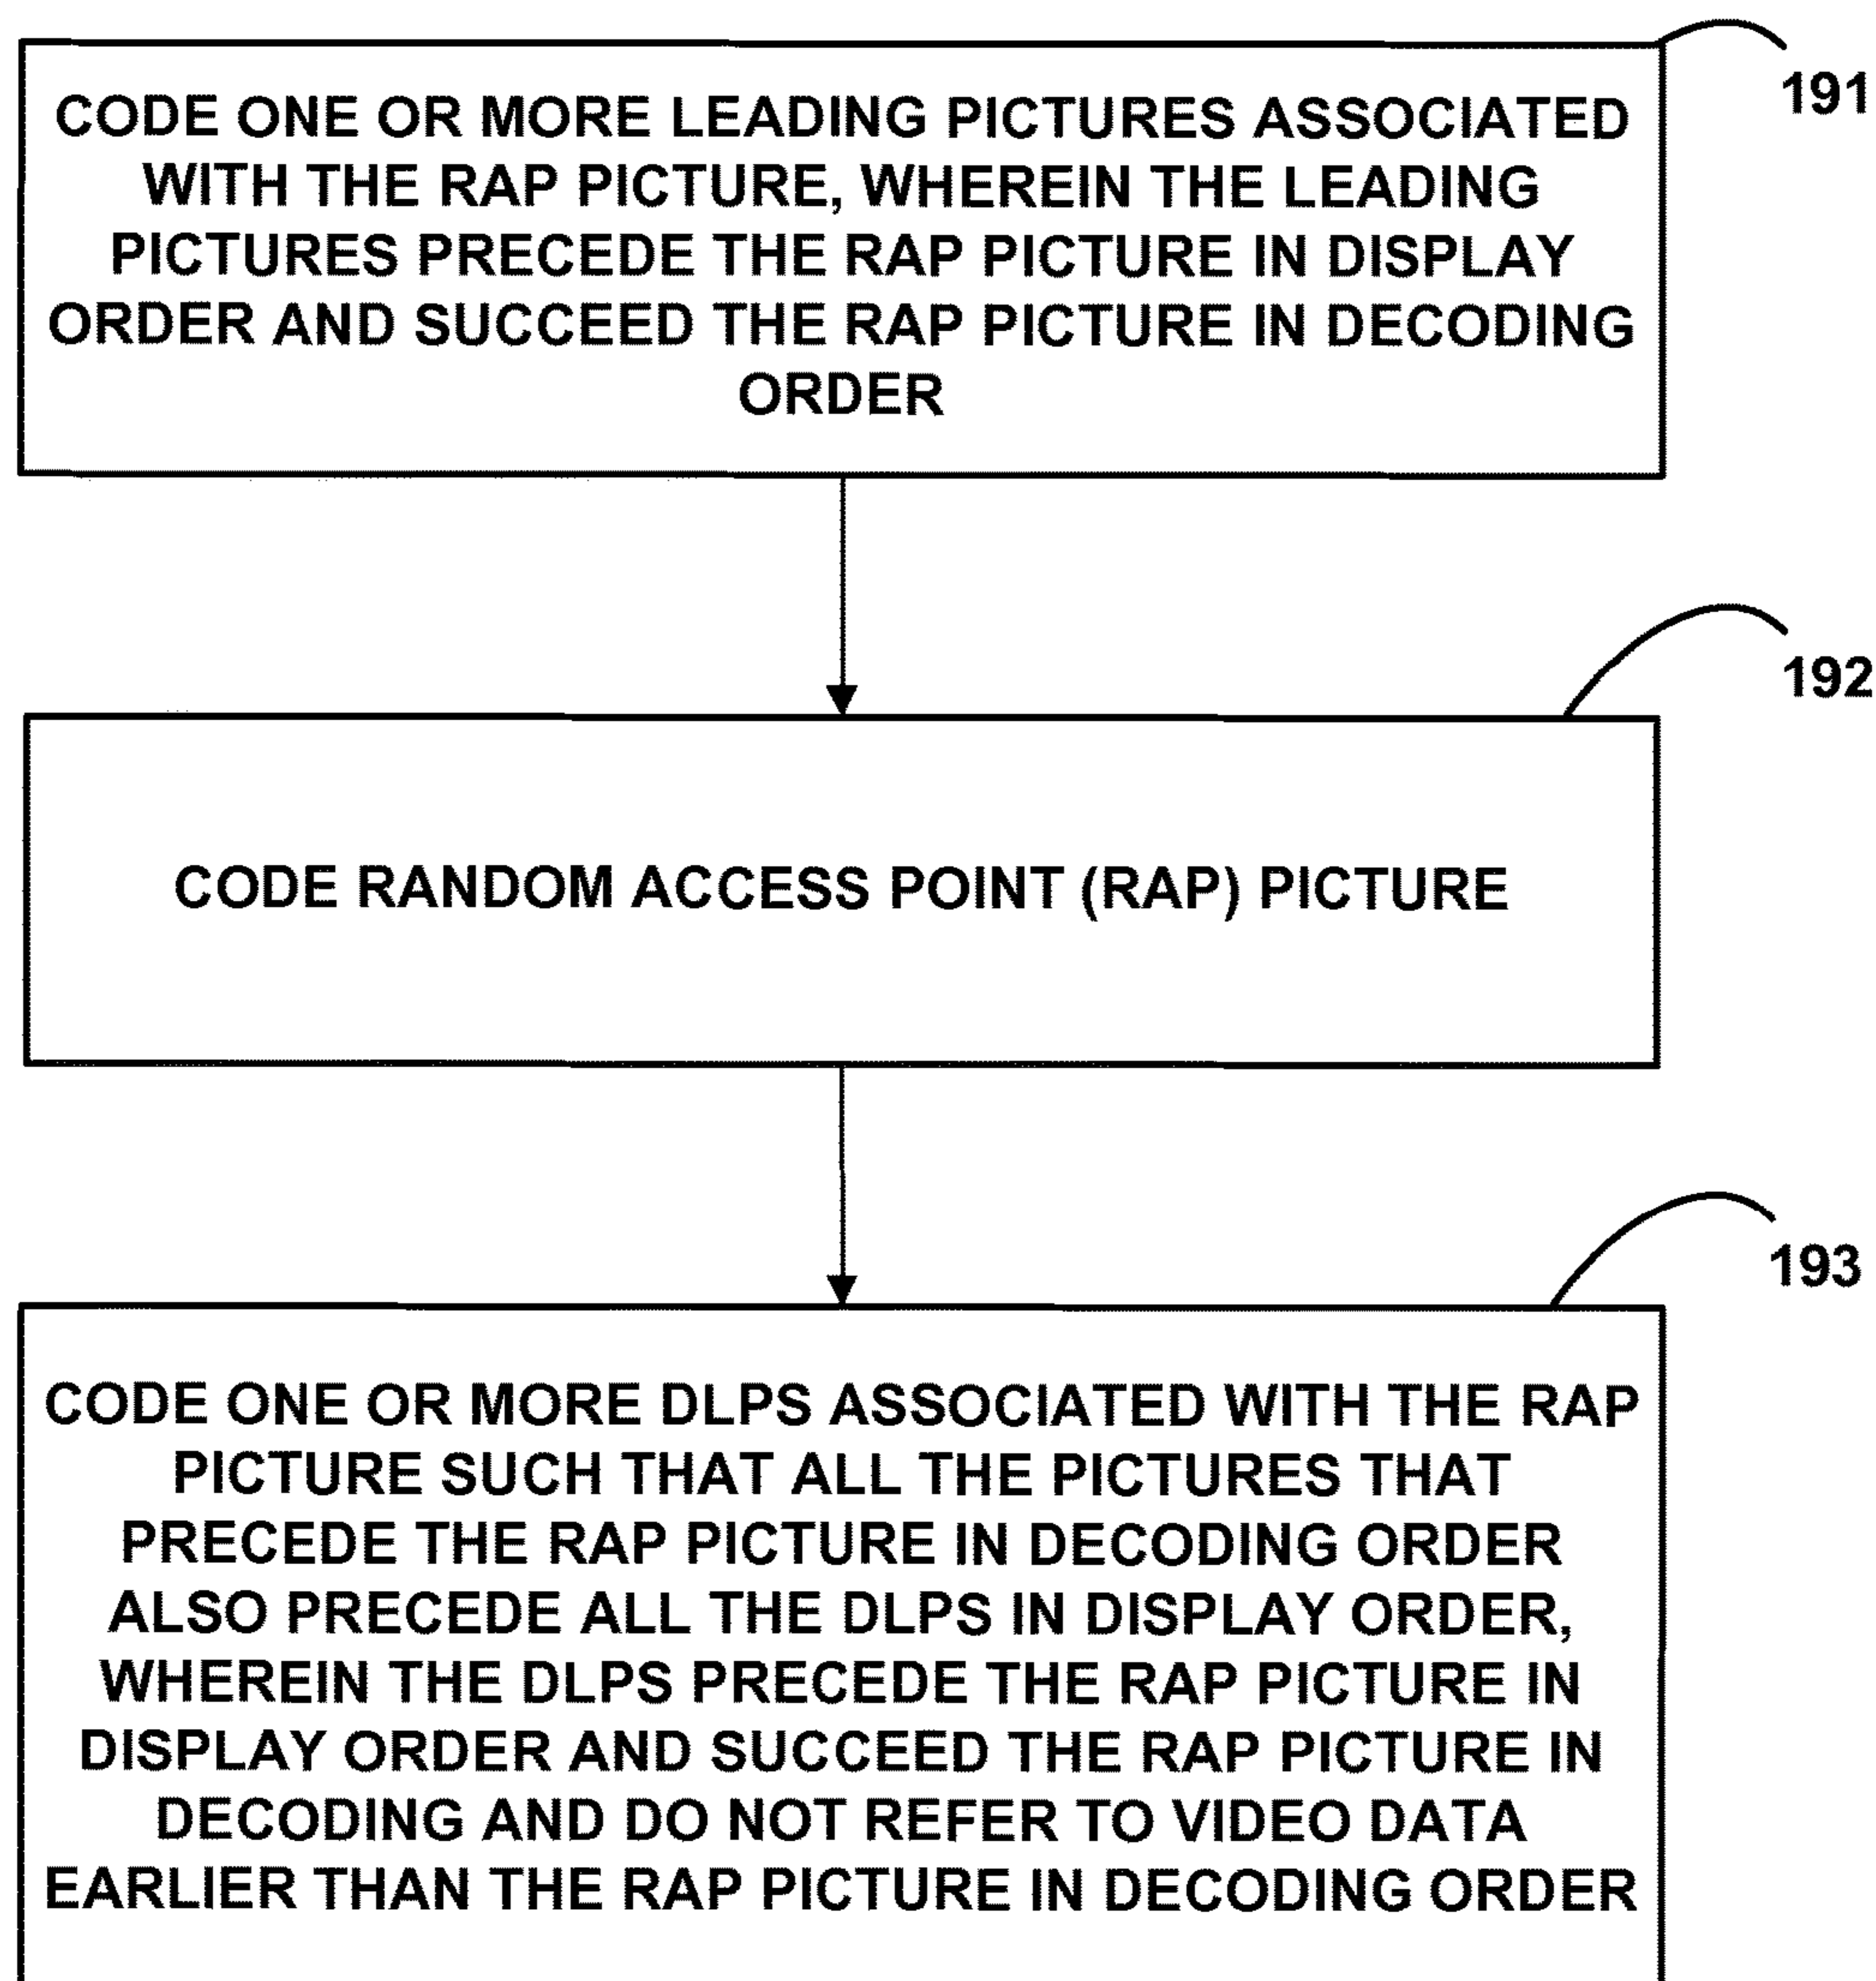 CODE ONE OR MORE LEADING PICTURES ASSOCIATED
WITH THE RAP PICTURE, WHEREIN THE LEADING
PICTURES PRECEDE THE RAP PICTURE IN DISPLAY
ORDER AND SUCCEED THE RAP PICTURE IN DECODING
ORDER
191
192
CODE RANDOM ACCESS POINT (RAP) PICTURE
193
CODE ONE OR MORE DLPS ASSOCIATED WITH THE RAP
PICTURE SUCH THAT ALL THE PICTURES THAT
PRECEDE THE RAP PICTURE IN DECODING ORDER
ALSO PRECEDE ALL THE DLPS IN DISPLAY ORDER,
WHEREIN THE DLPS PRECEDE THE RAP PICTURE IN
DISPLAY ORDER AND SUCCEED THE RAP PICTURE IN
DECODING AND DO NOT REFER TO VIDEO DATA
EARLIER THAN THE RAP PICTURE IN DECODING ORDER